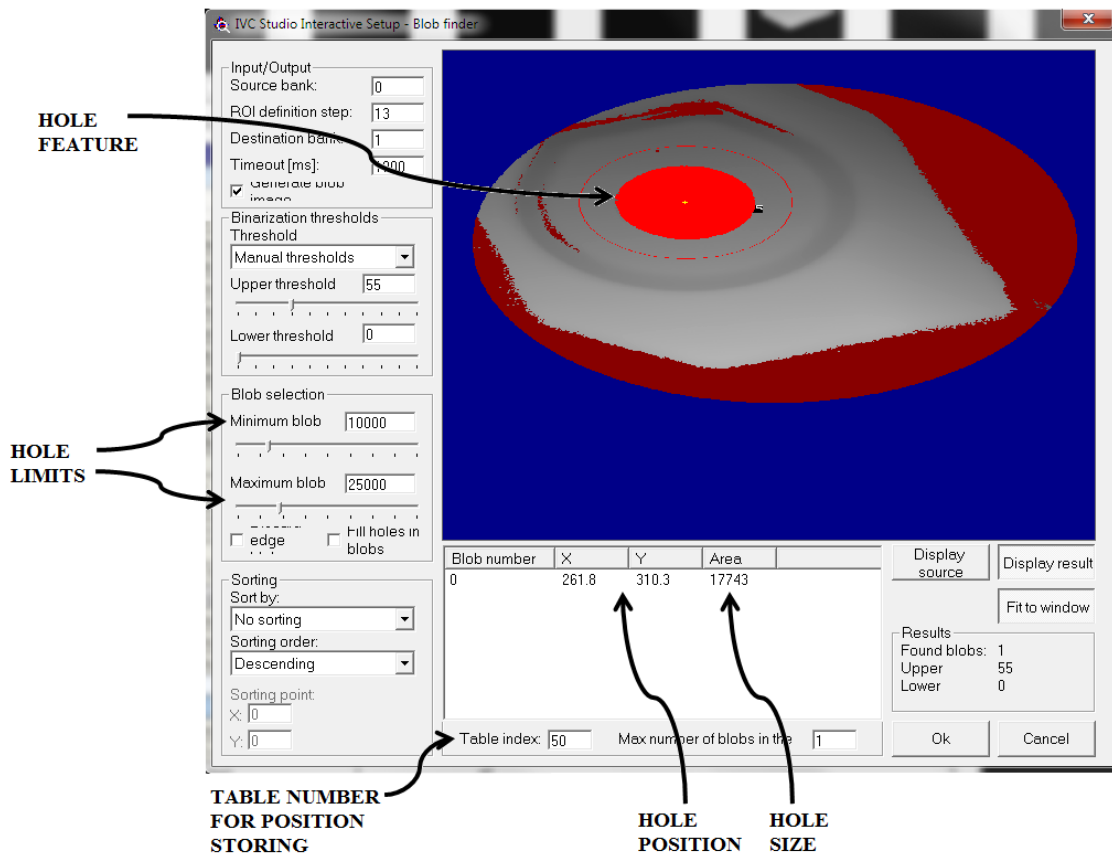 IVC Studio Interactive Setup - Blob finder
Input/Output
Source bank: 0
ROI definition step: 13
Destination bank: 1
Timeout [ms]:
Generate blob
image
Binarization thresholds
Threshold
Manual thresholds
Upper threshold 55
Lower threshold 0
Blob selection
Minimum blob 10000
Maximum blob 25000
edge
Fill holes in
blobs
Sorting
Sort by:
No sorting
Sorting order:
Descending
Sorting point:
X: 0
Y: 0
Blob number X Y Area
0 261.8 310.3 17743
Table index: 50 Max number of blobs in the 1
Display
source
Display result
Fit to window
Results
Found blobs: 1
Upper 55
Lower 0
Ok Cancel
HOLE
FEATURE
HOLE
LIMITS
TABLE NUMBER
FOR POSITION
STORING
HOLE
POSITION
HOLE
SIZE